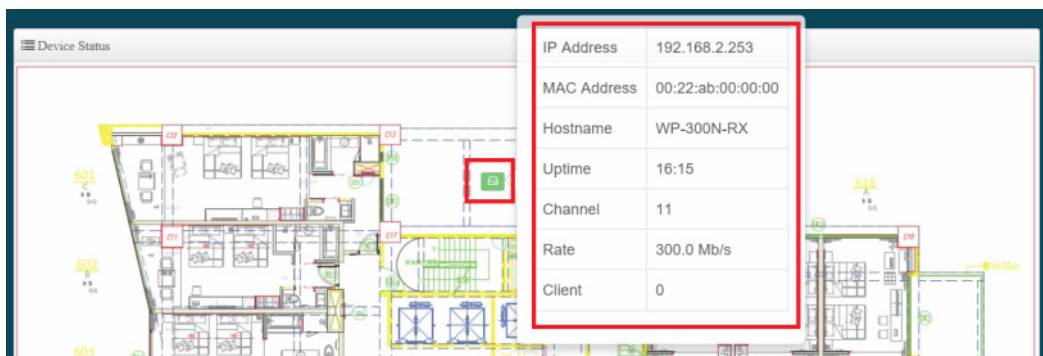 Device Status
IP Address 192.168.2.253
MAC Address 00:22:ab:00:00:00
Hostname WP-300N-RX
Uptime 16:15
Channel 11
Rate 300.0 Mb/s
Client 0
C12
C13
601
C
616
A
C11
C17
C10
602
B
603